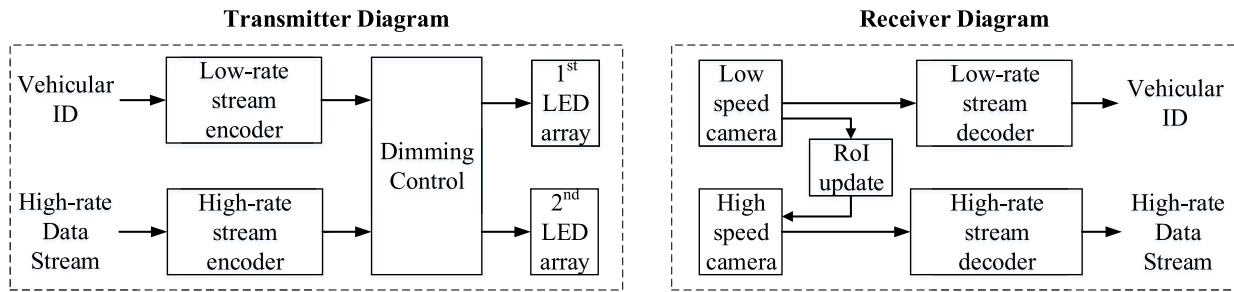 Transmitter Diagram
Vehicular
ID
Low-rate
stream
encoder
High-rate
Data
Stream
High-rate
stream
encoder
Dimming
Control
1st
LED
array
2nd
LED
array
Receiver Diagram
Low
speed
camera
Low-rate
stream
decoder
Vehicular
ID
RoI
update
High
speed
camera
High-rate
stream
decoder
High-rate
Data
Stream